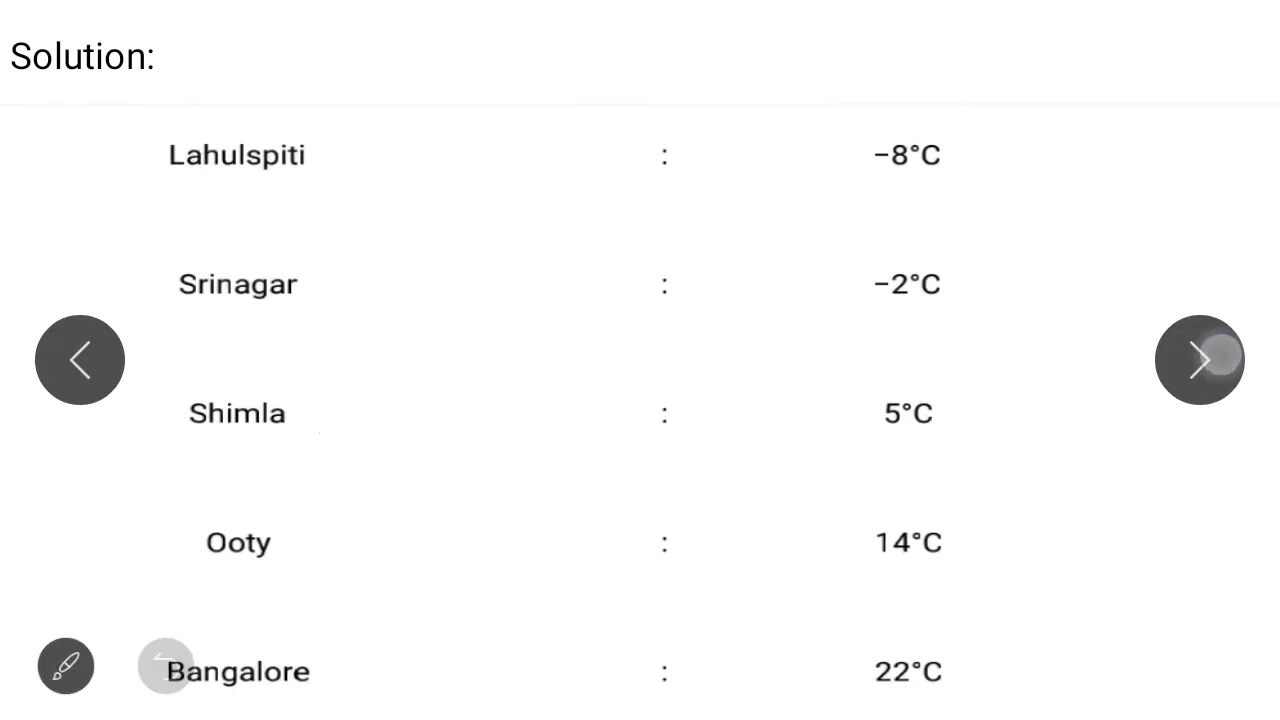 Solution:
Lahulspiti : −8°C
Srinagar : −2°C
Shimla : 5°C
Ooty : 14°C
Bangalore : 22°C